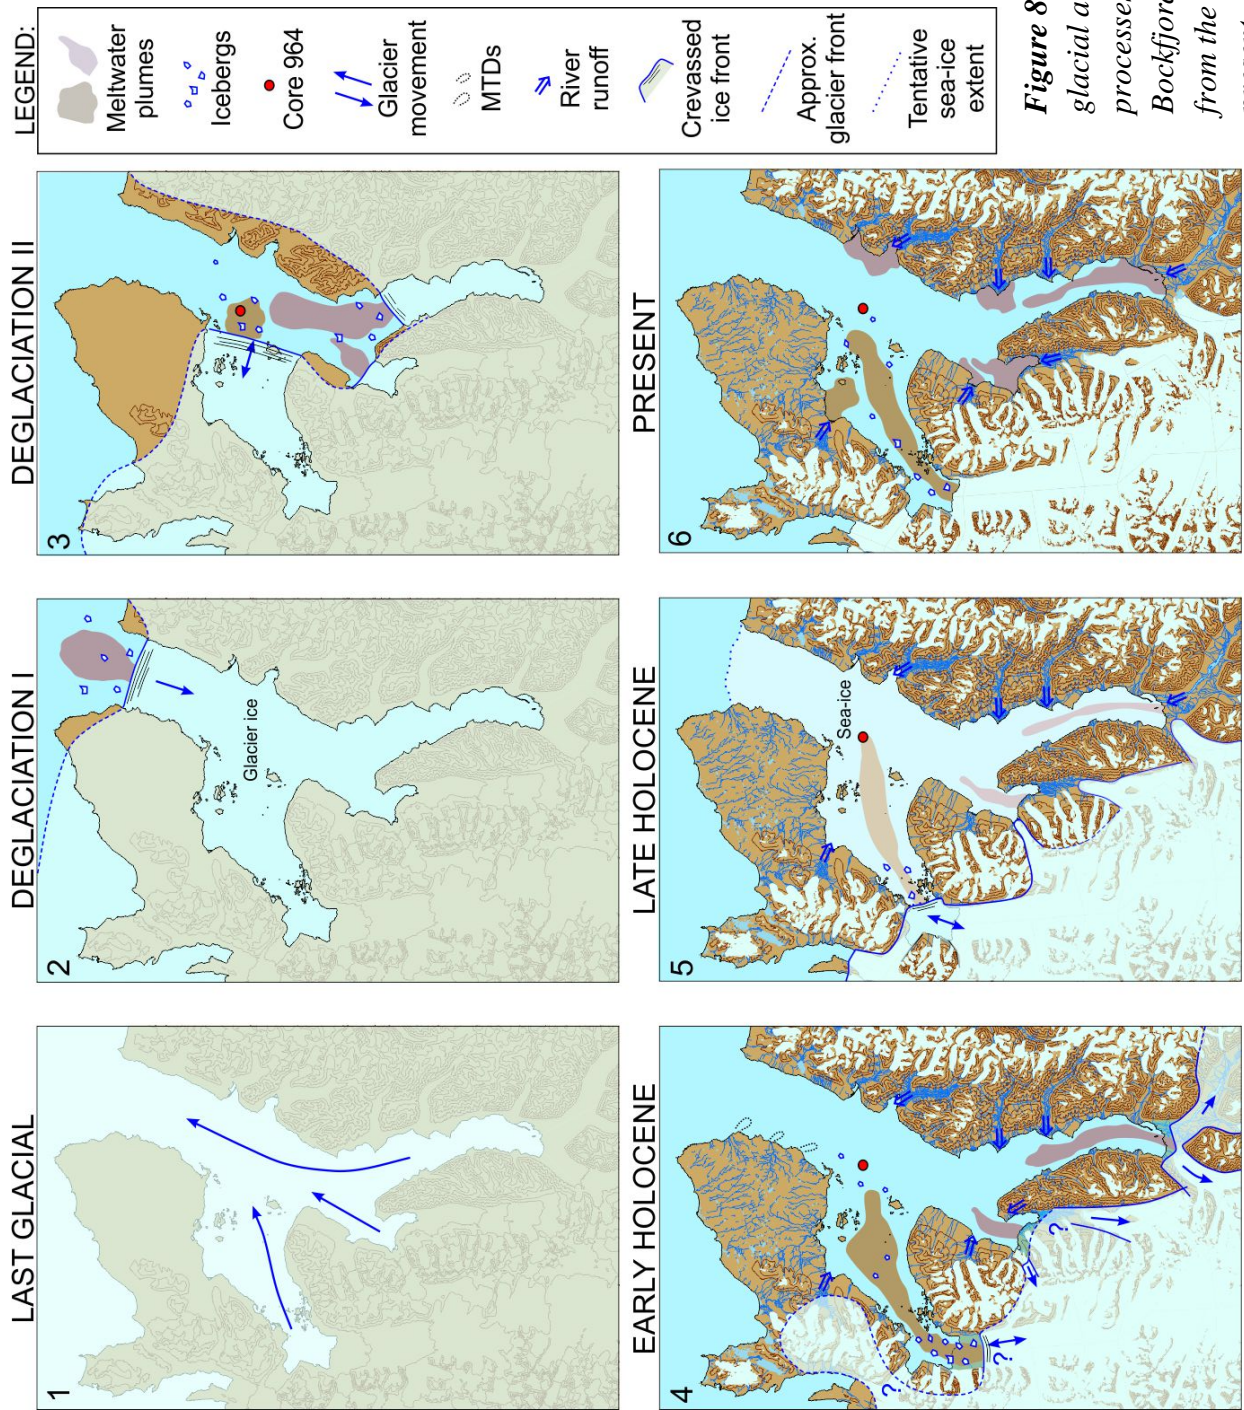 LAST GLACIAL
1
DEGLACIATION I
2
Glacier ice
DEGLACIATION II
3
EARLY HOLOCENE
4
?
?
?
LATE HOLOCENE
5
Sea-ice
PRESENT
6
LEGEND:
Meltwater
plumes
Icebergs
Core 964
Glacier
movement
MTDs
River
runoff
Crevassed
ice front
Approx.
glacier front
Tentative
sea-ice
extent
Figure 8
glacial a
processe
Bockfjord
from the